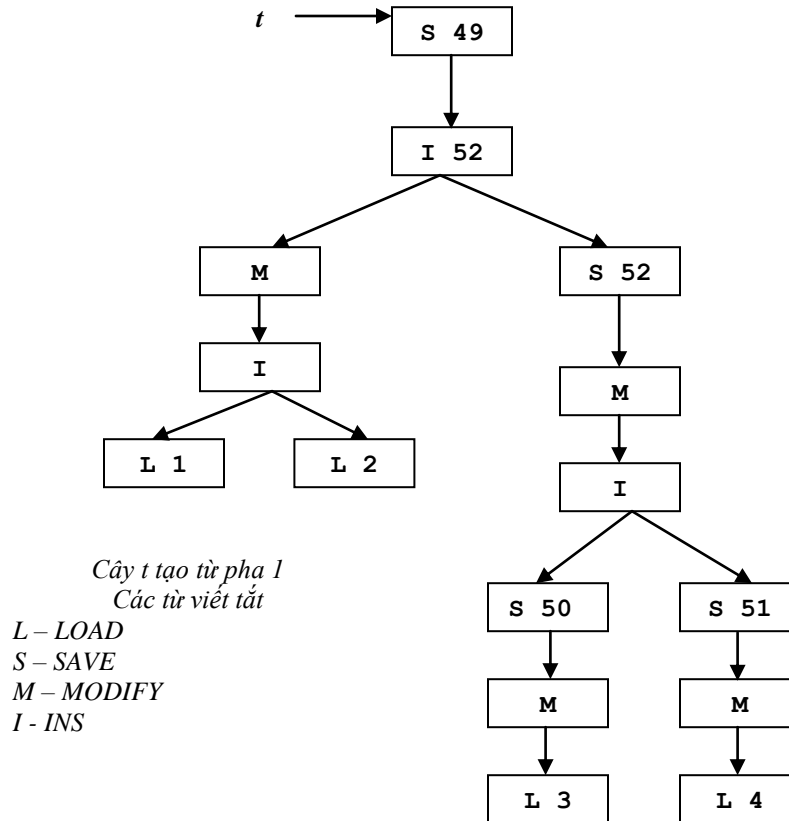 t
S 49
I 52
M
S 52
I
M
L 1
L 2
I
Cây t tạo từ pha 1
Các từ viết tắt
L – LOAD
S – SAVE
M – MODIFY
I - INS
S 50
S 51
M
M
L 3
L 4